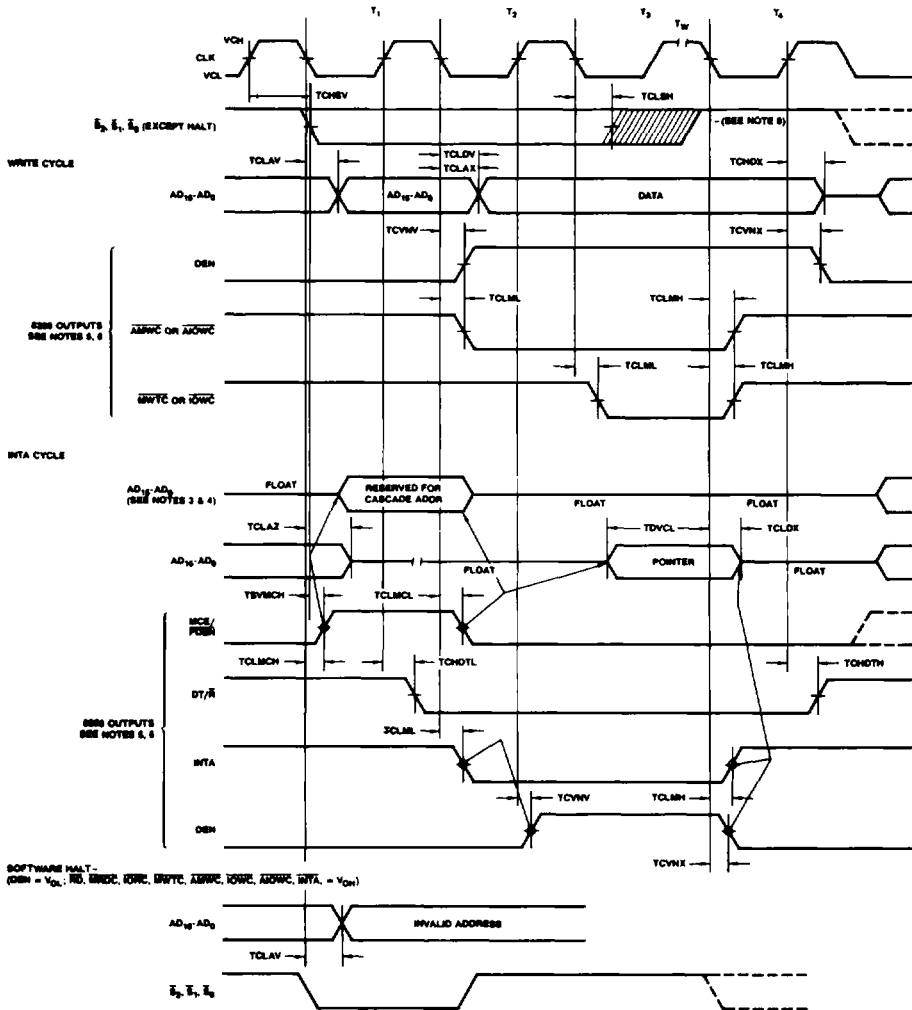 T1 T2 T3 TW T4
VCH
CLK
VCL
TCHSV TCLSH
S̅2, S̅1, S̅0 (EXCEPT HALT) (SEE NOTE 8)
WRITE CYCLE
TCLAV TCLDV TCHDX
TCLAX
AD15-AD0 AD15-AD0 DATA
TCVNV TCVNX
DEN
TCLML TCLMH
8288 OUTPUTS
SEE NOTES 5, 6
A̅M̅W̅C̅ OR A̅I̅O̅W̅C̅
TCLML TCLMH
M̅W̅T̅C̅ OR I̅O̅W̅C̅
INTA CYCLE
AD15-AD0
(SEE NOTES 3 & 4)
FLOAT RESERVED FOR
CASCADE ADDR
FLOAT FLOAT
TCLAZ TDVCL TCLDX
AD15-AD0 FLOAT POINTER FLOAT
TSVMCH TCLMCL
MCE/
P̅D̅E̅N̅
TCLMCH TCHDTL TCHDTH
DT/R̅
8288 OUTPUTS
SEE NOTES 5, 6
TCLML
INTA
TCVNV TCLMH
DEN
TCVNX
SOFTWARE HALT –
(DEN = VOL; R̅D̅, M̅R̅D̅C̅, I̅O̅R̅C̅, M̅W̅T̅C̅, A̅M̅W̅C̅, I̅O̅W̅C̅, A̅I̅O̅W̅C̅, I̅N̅T̅A̅, = VOH)
AD15-AD0 INVALID ADDRESS
TCLAV
S̅2, S̅1, S̅0